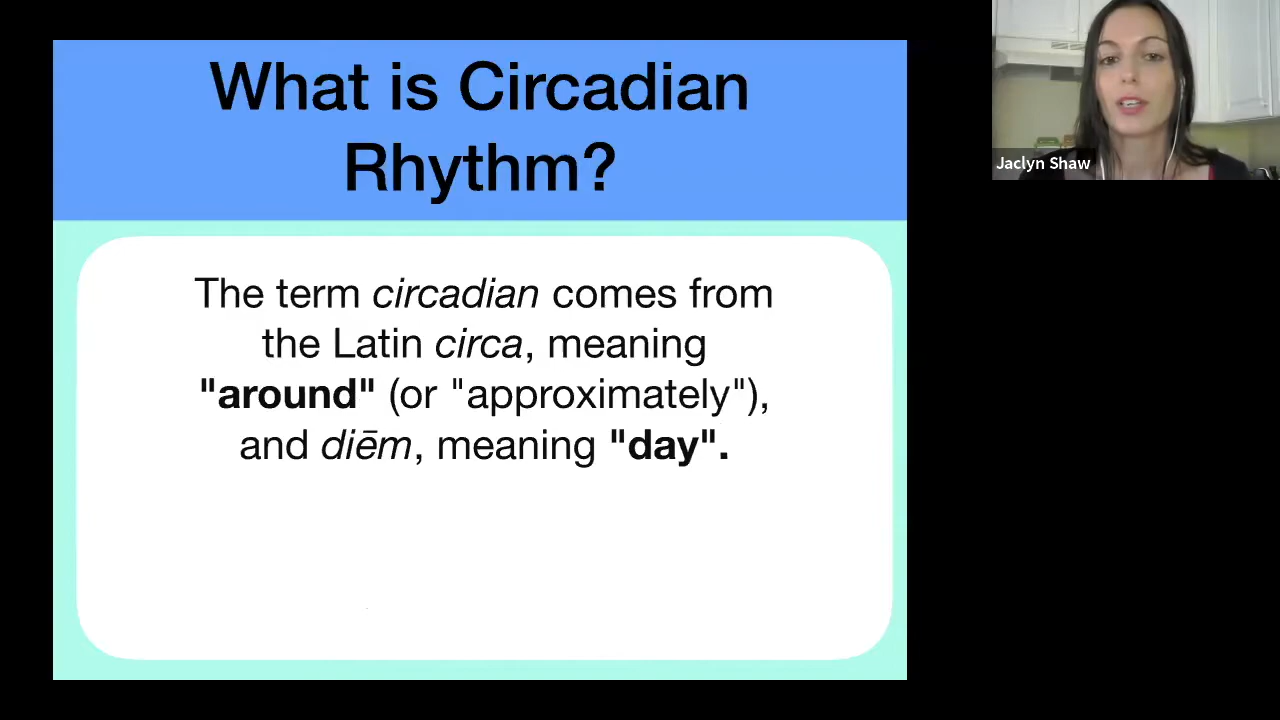 What is Circadian
Rhythm?
The term circadian comes from
the Latin circa, meaning
"around" (or "approximately"),
and diēm, meaning "day".
Jaclyn Shaw